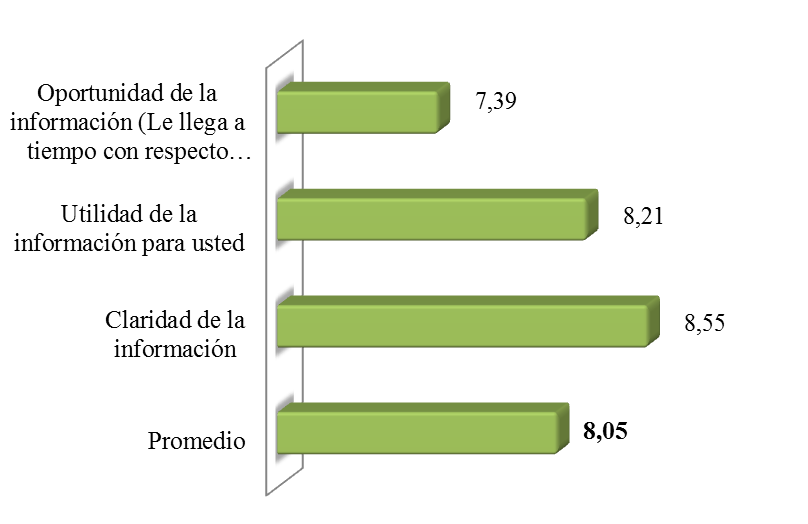 Oportunidad de la
información (Le llega a
tiempo con respecto…
7,39
Utilidad de la
información para usted
8,21
Claridad de la
información
8,55
Promedio
8,05